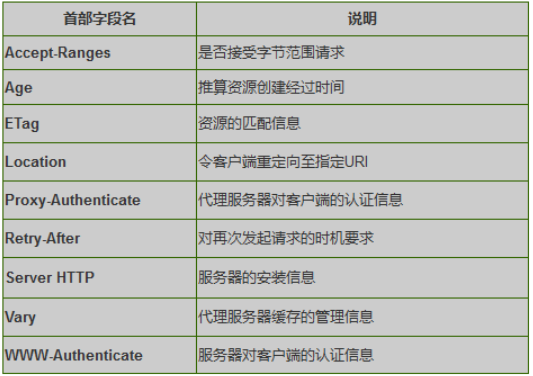 首部字段名 说明
Accept-Ranges 是否接受字节范围请求
Age 推算资源创建经过时间
ETag 资源的匹配信息
Location 令客户端重定向至指定URI
Proxy-Authenticate 代理服务器对客户端的认证信息
Retry-After 对再次发起请求的时机要求
Server HTTP 服务器的安装信息
Vary 代理服务器缓存的管理信息
WWW-Authenticate 服务器对客户端的认证信息